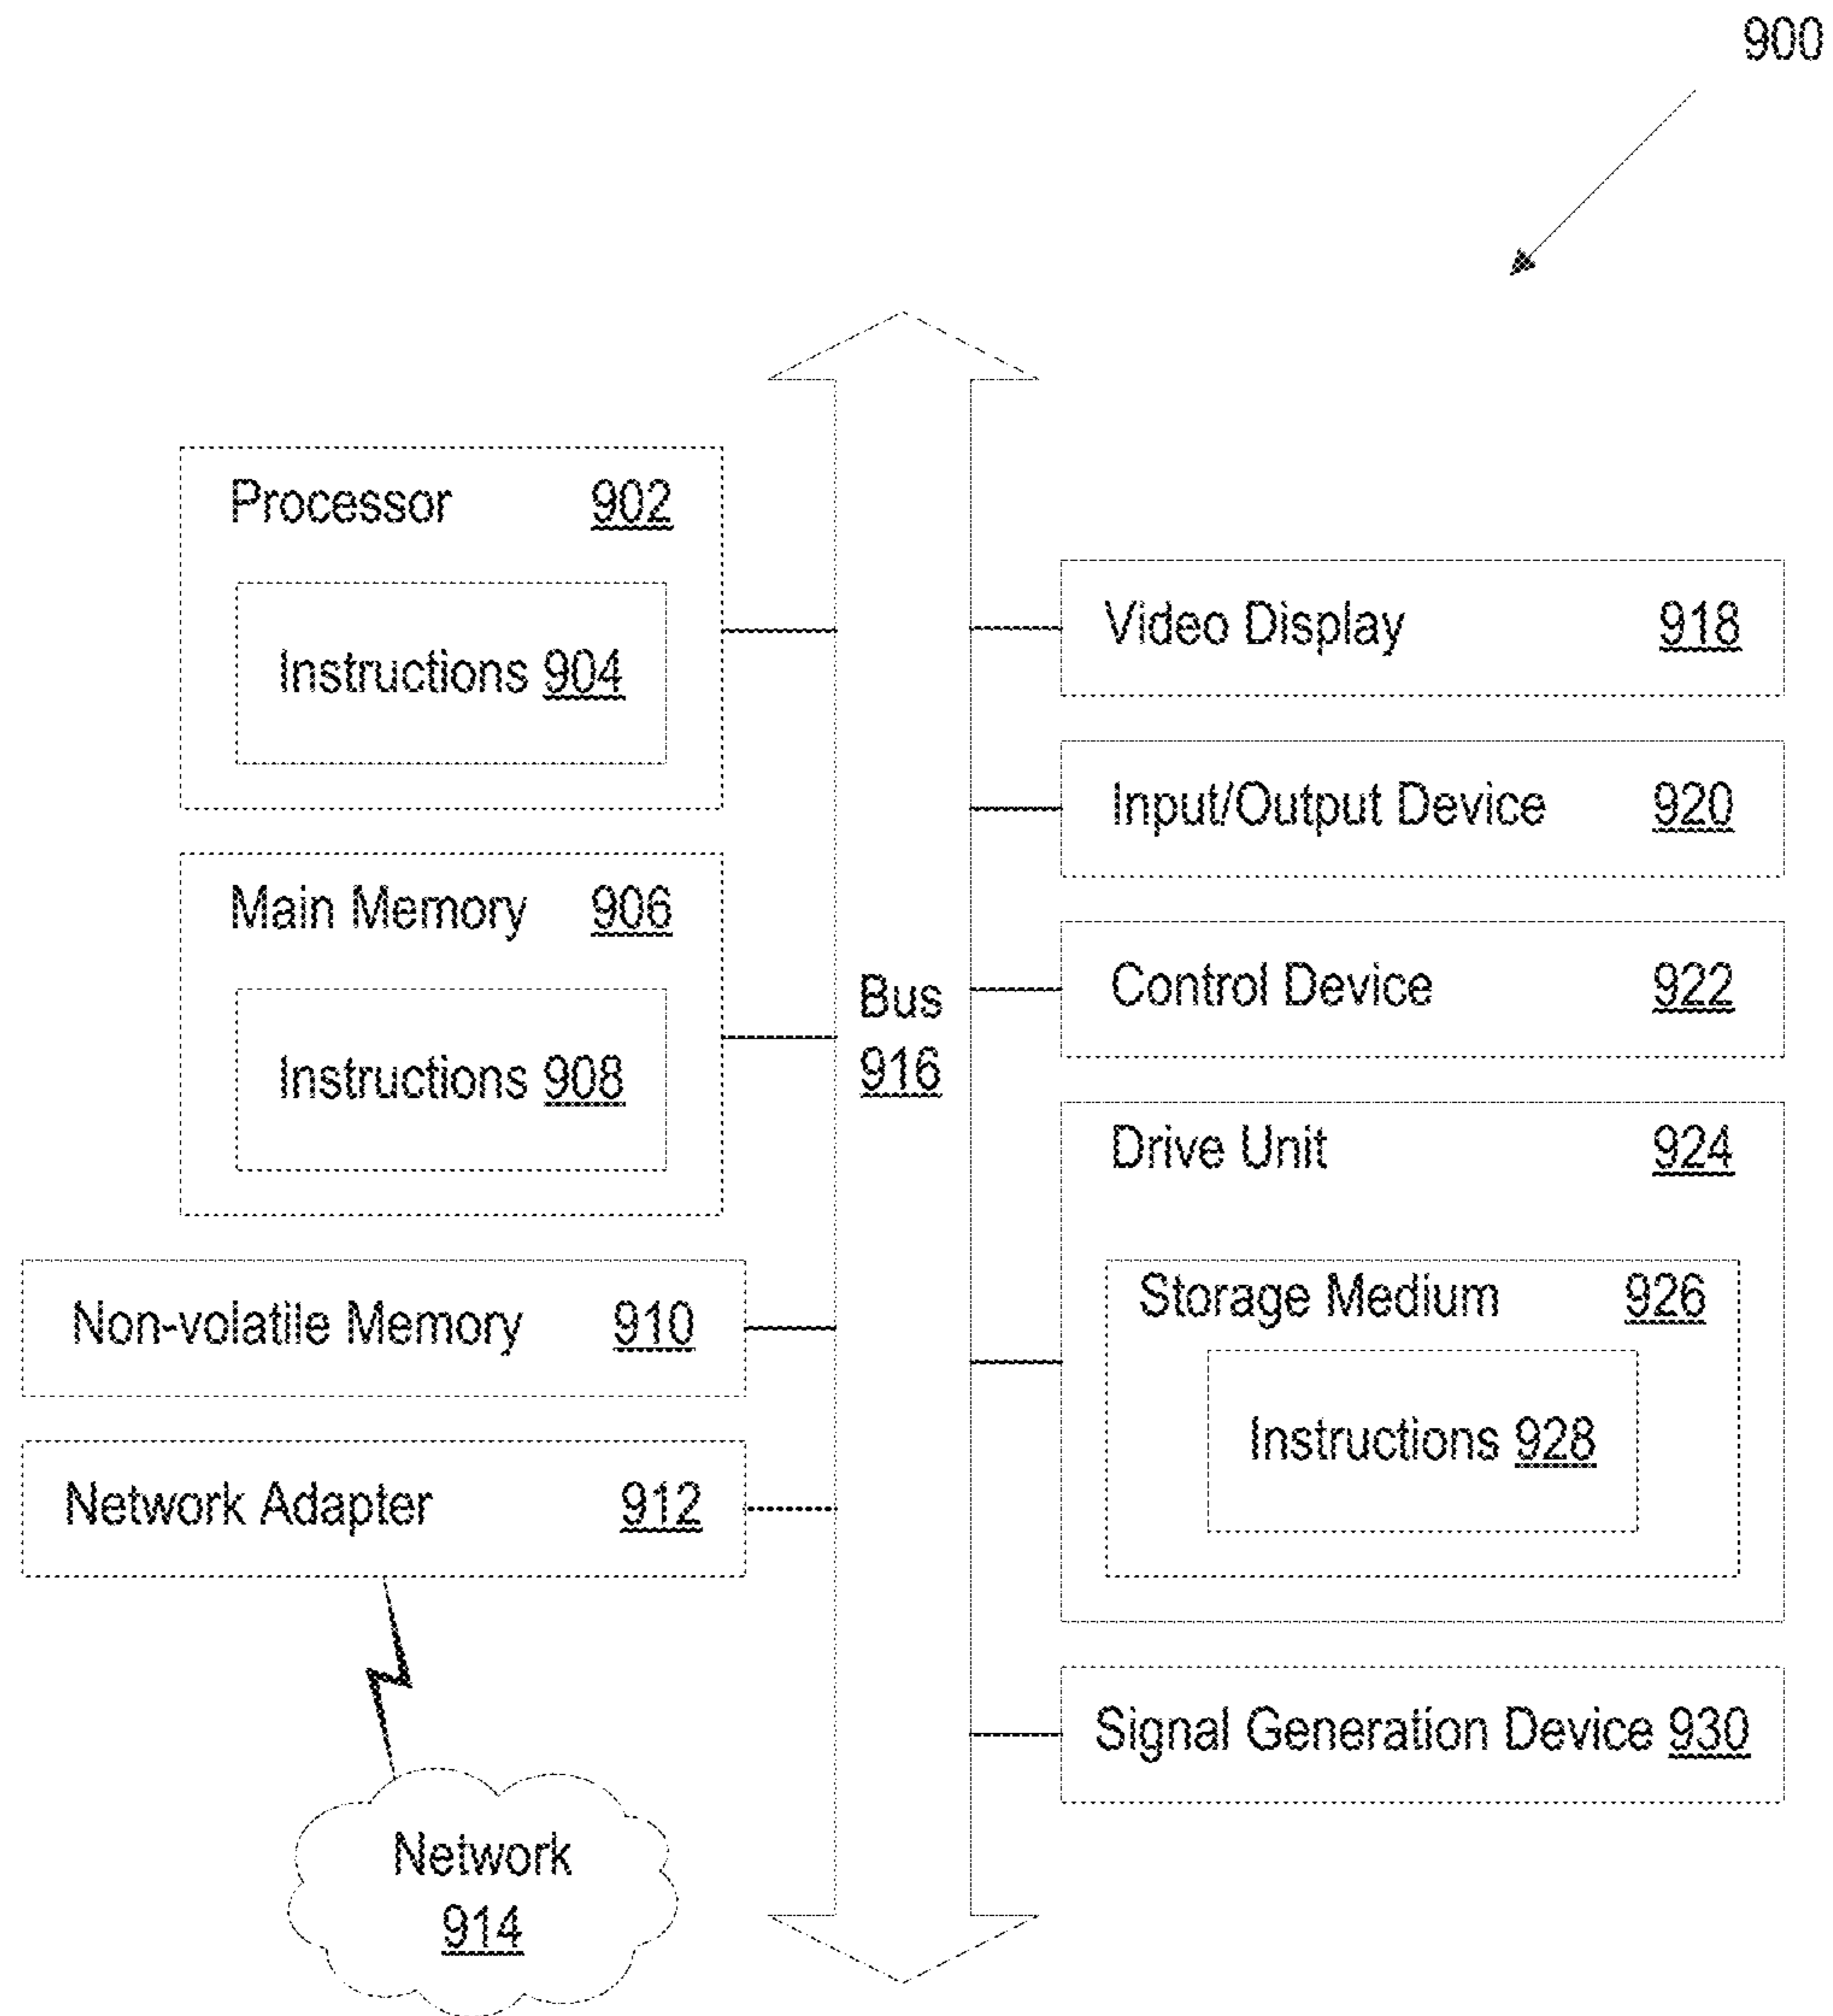 900
Processor 902
Instructions 904
Main Memory 906
Instructions 908
Non-volatile Memory 910
Network Adapter 912
Network
914
Bus
916
Video Display 918
Input/Output Device 920
Control Device 922
Drive Unit 924
Storage Medium 926
Instructions 928
Signal Generation Device 930